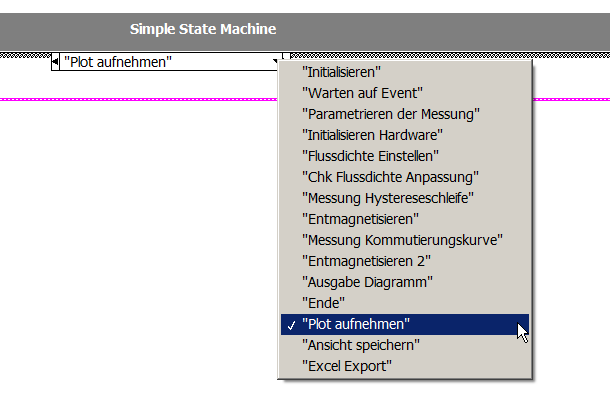 Simple State Machine
"Plot aufnehmen"
"Initialisieren"
"Warten auf Event"
"Parametrieren der Messung"
"Initialisieren Hardware"
"Flussdichte Einstellen"
"Chk Flussdichte Anpassung"
"Messung Hystereseschleife"
"Entmagnetisieren"
"Messung Kommutierungskurve"
"Entmagnetisieren 2"
"Ausgabe Diagramm"
"Ende"
"Plot aufnehmen"
"Ansicht speichern"
"Excel Export"